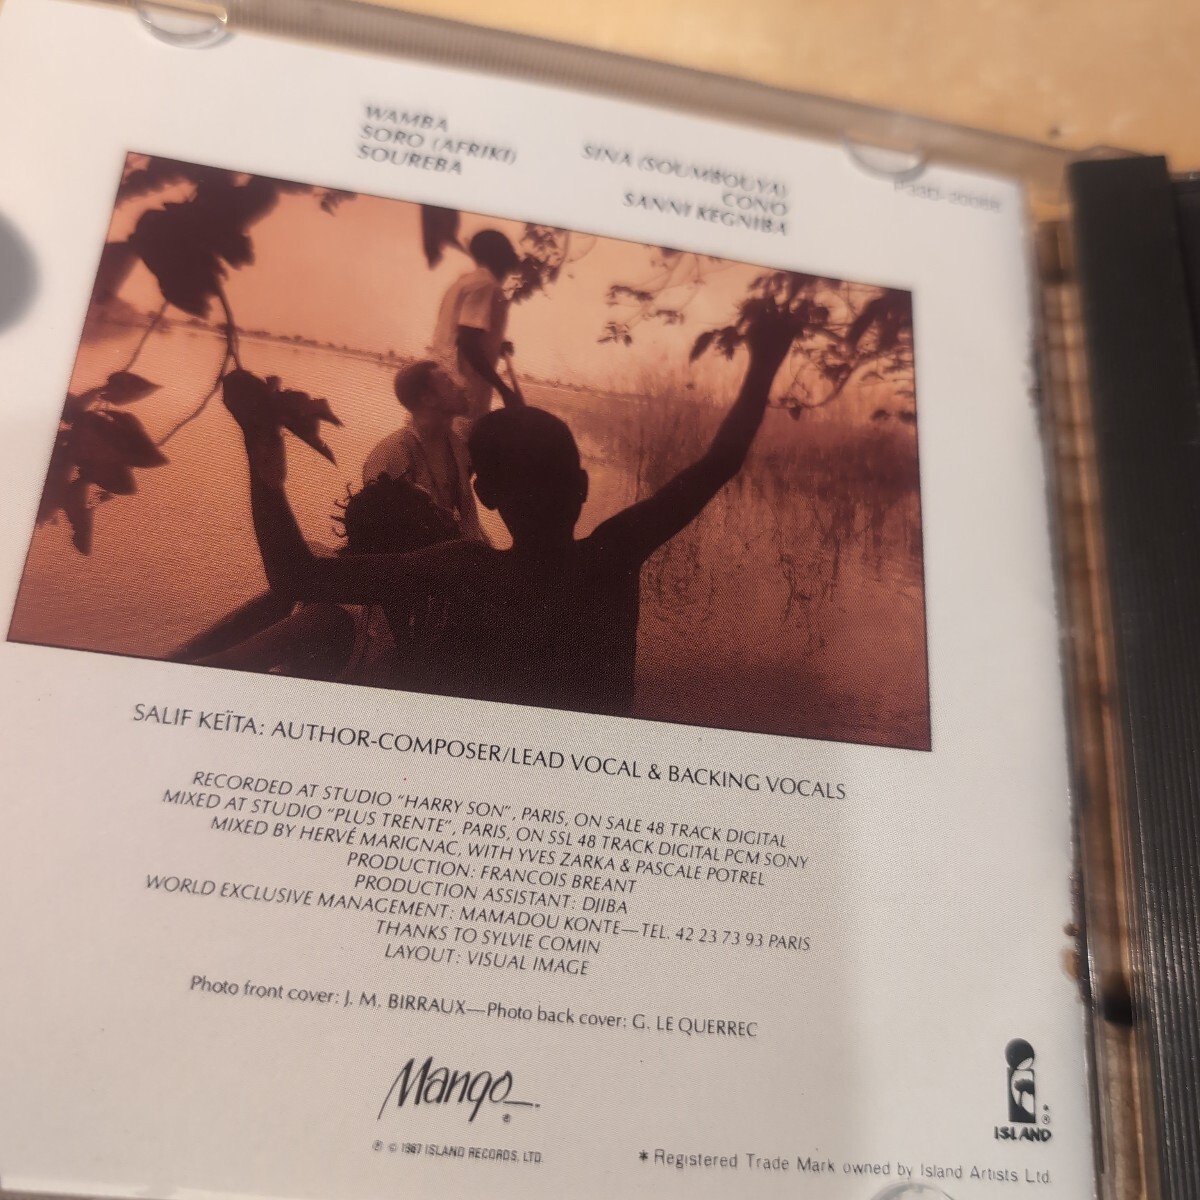 WAMBA
SORO (AFRIKI)
SOUREBA
SINA (SOUMBOUYA)
CONO
SANNI KEGNIBA
SALIF KEÏTA: AUTHOR-COMPOSER/LEAD VOCAL & BACKING VOCALS
RECORDED AT STUDIO “HARRY SON”, PARIS, ON SALE 48 TRACK DIGITAL
MIXED AT STUDIO “PLUS TRENTE”, PARIS, ON SSL 48 TRACK DIGITAL PCM SONY
MIXED BY HERVÉ MARIGNAC, WITH YVES ZARKA & PASCALE POTREL
PRODUCTION: FRANCOIS BREANT
PRODUCTION ASSISTANT: DJIBA
WORLD EXCLUSIVE MANAGEMENT: MAMADOU KONTE—TEL. 42 23 73 93 PARIS
THANKS TO SYLVIE COMIN
LAYOUT: VISUAL IMAGE
Photo front cover: J. M. BIRRAUX—Photo back cover: G. LE QUERREC
Mango
®
℗ © 1987 ISLAND RECORDS, LTD.
®
ISLAND
* Registered Trade Mark owned by Island Artists Ltd.